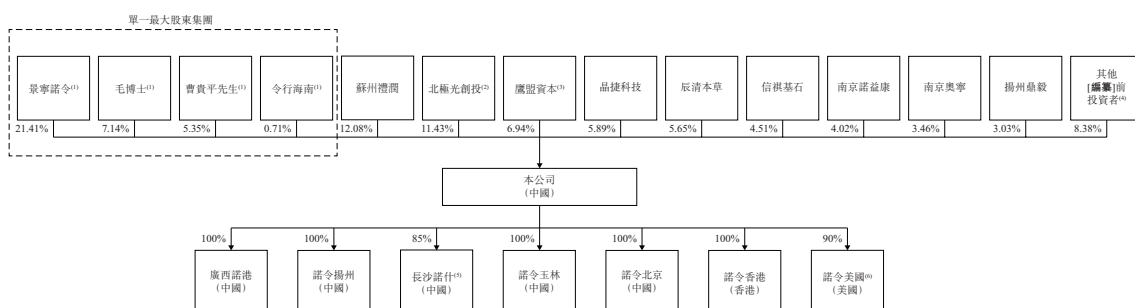 單一最大股東集團
景寧諾令(1)
毛博士(1)
曹貴平先生(1)
令行海南(1)
蘇州禮潤
北極光創投(2)
鷹盟資本(3)
晶捷科技
辰清本草
信祺基石
南京諾益康
南京奧寧
揚州鼎毅
其他
[編纂]前
投資者(4)
21.41%
7.14%
5.35%
0.71%
12.08%
11.43%
6.94%
5.89%
5.65%
4.51%
4.02%
3.46%
3.03%
8.38%
本公司
(中國)
100%
100%
85%
100%
100%
100%
90%
廣西諾港
(中國)
諾令揚州
(中國)
長沙諾什(5)
(中國)
諾令玉林
(中國)
諾令北京
(中國)
諾令香港
(香港)
諾令美國(6)
(美國)